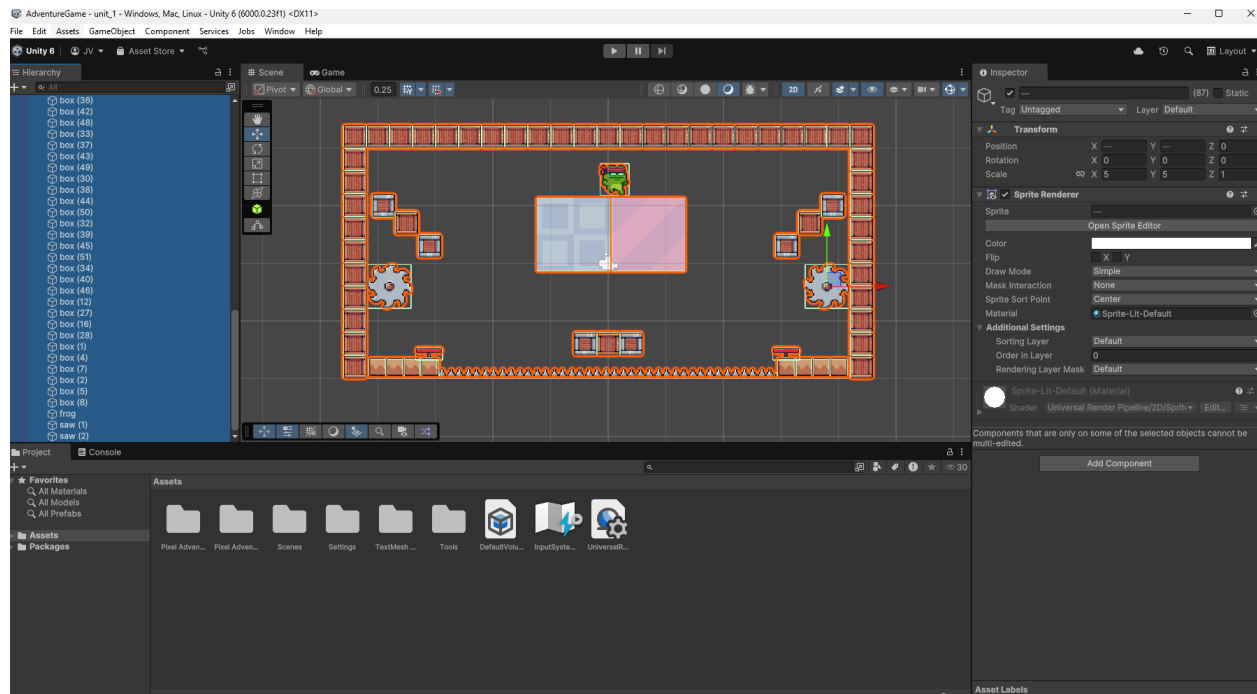 AdventureGame - unit_1 - Windows, Mac, Linux - Unity 6 (6000.0.23f1) <DX11>
File Edit Assets GameObject Component Services Jobs Window Help
Unity 6 JV Asset Store Layout
Hierarchy
All
box (36)
box (42)
box (48)
box (33)
box (37)
box (43)
box (49)
box (30)
box (38)
box (44)
box (50)
box (32)
box (39)
box (45)
box (51)
box (34)
box (40)
box (46)
box (12)
box (27)
box (16)
box (28)
box (1)
box (4)
box (7)
box (2)
box (5)
box (8)
frog
saw (1)
saw (2)
Scene Game
Pivot Global 0.25 2D
Inspector
— (87) Static
Tag Untagged Layer Default
Transform
Position X — Y — Z 0
Rotation X 0 Y 0 Z 0
Scale X 5 Y 5 Z 1
Sprite Renderer
Sprite —
Open Sprite Editor
Color
Flip X Y
Draw Mode Simple
Mask Interaction None
Sprite Sort Point Center
Material Sprite-Lit-Default
Additional Settings
Sorting Layer Default
Order in Layer 0
Rendering Layer Mask Default
Sprite-Lit-Default (Material)
Shader Universal Render Pipeline/2D/Sprite Edit...
Components that are only on some of the selected objects cannot be
multi-edited.
Add Component
Asset Labels
Project Console
30
Favorites
All Materials
All Models
All Prefabs
Assets
Packages
Assets
Pixel Adven... Pixel Adven... Scenes Settings TextMesh ... Tools DefaultVolu... InputSyste... UniversalR...